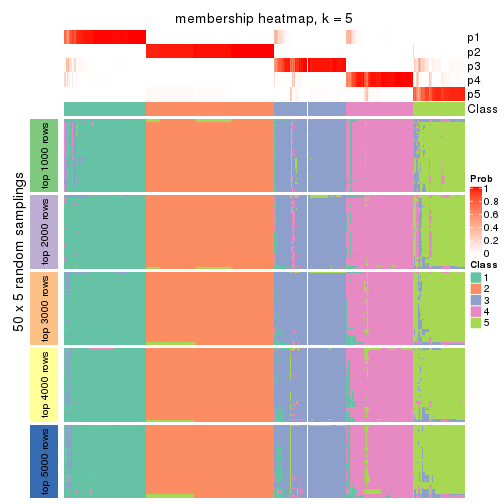 membership heatmap, k = 5
p1
p2
p3
p4
p5
Class
50 x 5 random samplings
top 1000 rows
top 2000 rows
top 3000 rows
top 4000 rows
top 5000 rows
Prob
1
0.8
0.6
0.4
0.2
0
Class
1
2
3
4
5